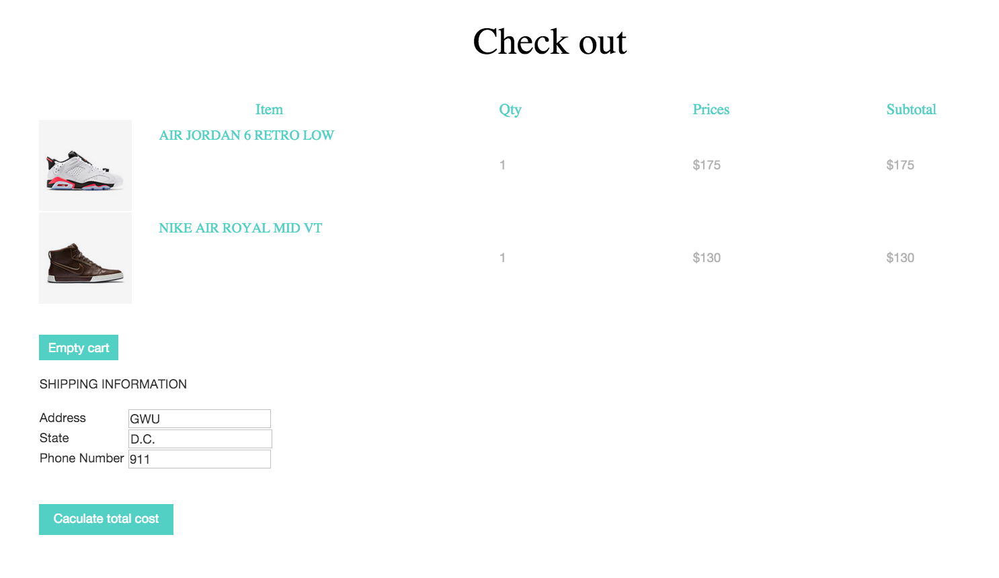 Check out
Item Qty Prices Subtotal
AIR JORDAN 6 RETRO LOW
1 $175 $175
NIKE AIR ROYAL MID VT
1 $130 $130
Empty cart
SHIPPING INFORMATION
Address GWU
State D.C.
Phone Number 911
Caculate total cost